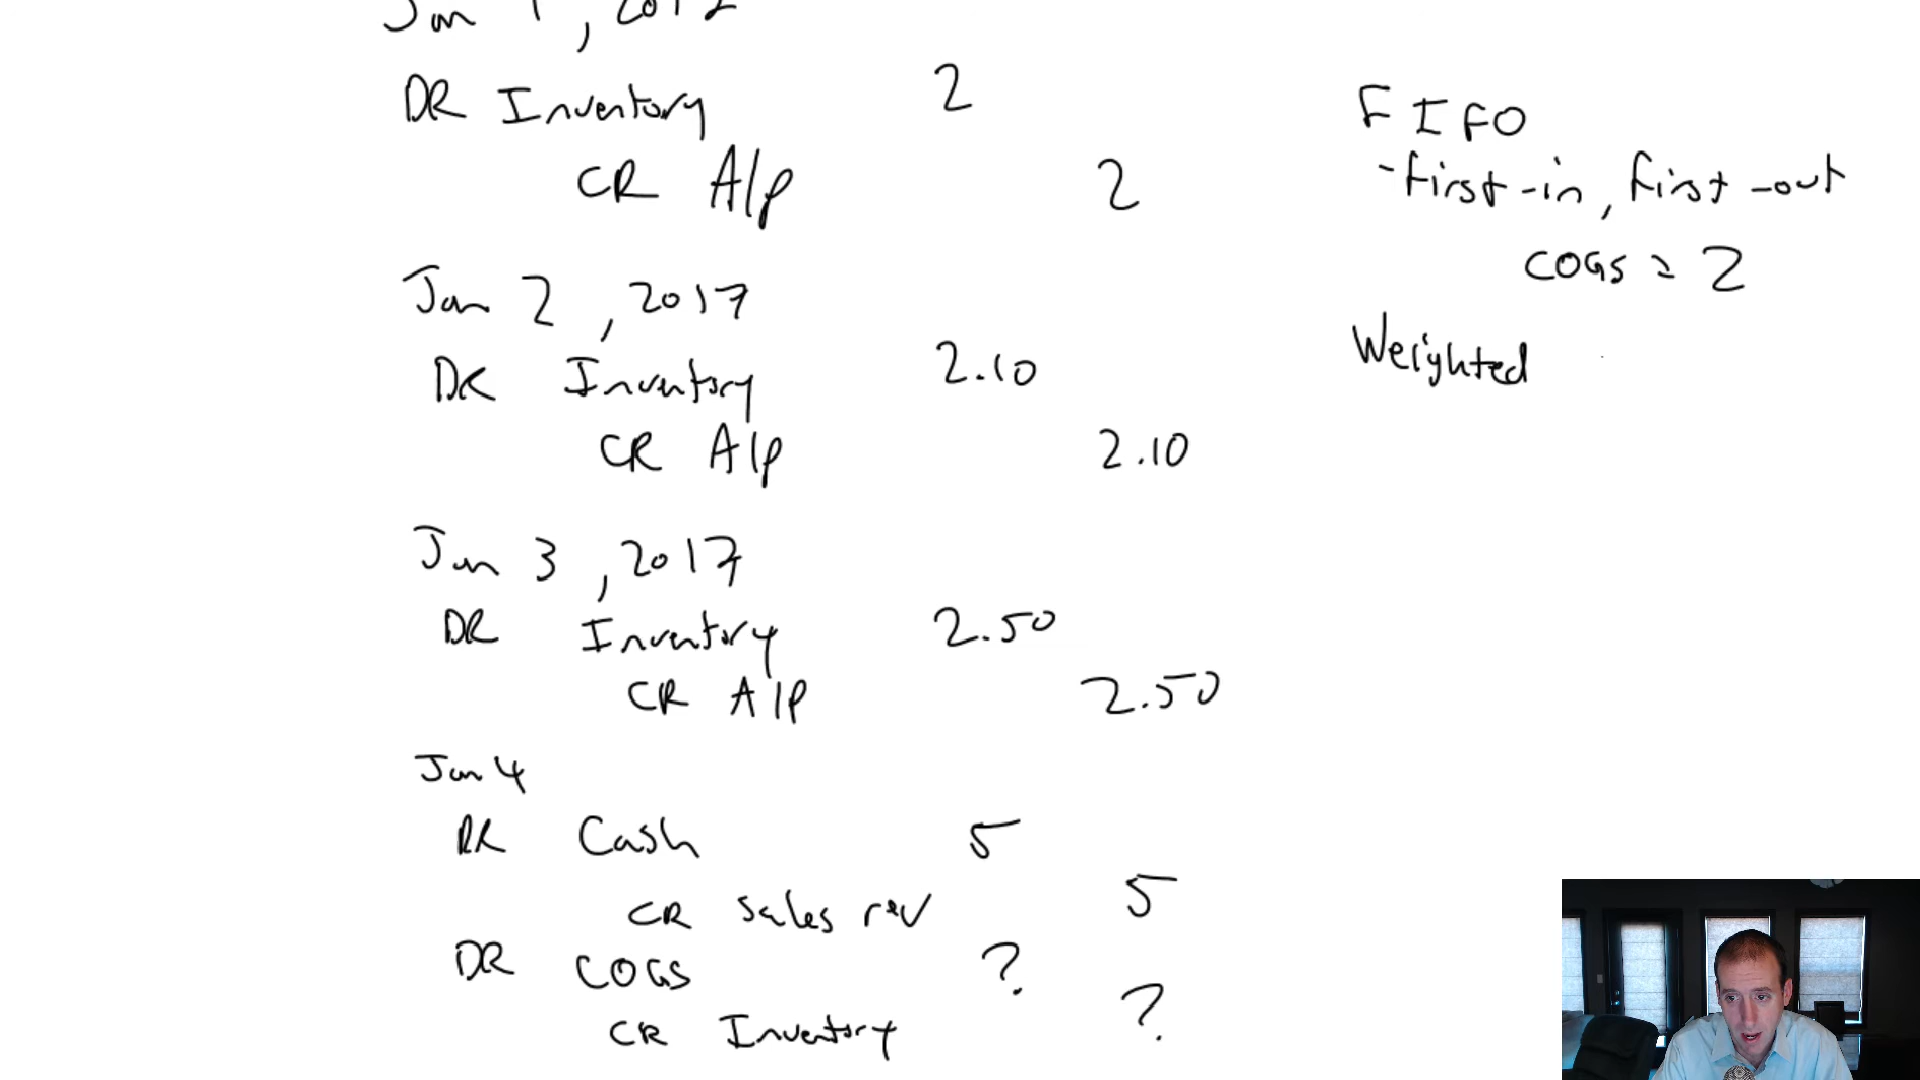 Jan 1, 2017
DR Inventory 2
CR A/p 2
Jan 2, 2017
DR Inventory 2.10
CR A/p 2.10
Jan 3, 2017
DR Inventory 2.50
CR A/p 2.50
Jan 4
DR Cash 5
CR Sales rev 5
DR COGS ?
CR Inventory ?
FIFO
-first-in, first-out
COGS = 2
Weighted